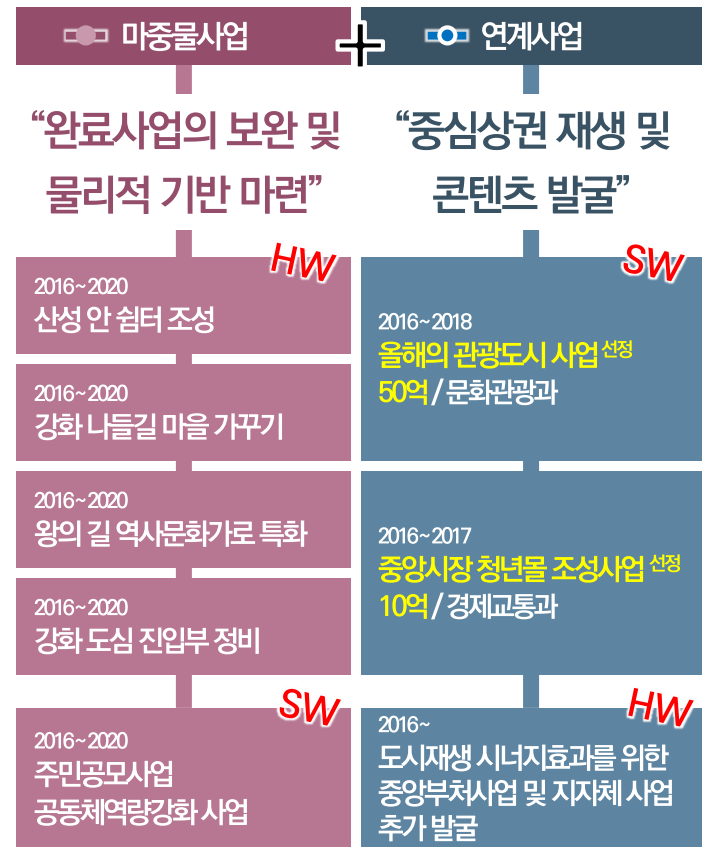 마중물사업
“완료사업의 보완 및
물리적 기반 마련”
HW
2016~2020
산성 안 쉼터 조성
2016~2020
강화 나들길 마을 가꾸기
2016~2020
왕의 길 역사문화가로 특화
2016~2020
강화 도심 진입부 정비
SW
2016~2020
주민공모사업
공동체역량강화 사업
+
연계사업
“중심상권 재생 및
콘텐츠 발굴”
SW
2016~2018
올해의 관광도시 사업 선정
50억 / 문화관광과
2016~2017
중앙시장 청년몰 조성사업 선정
10억 / 경제교통과
HW
2016~
도시재생 시너지효과를 위한
중앙부처사업 및 지자체 사업
추가 발굴